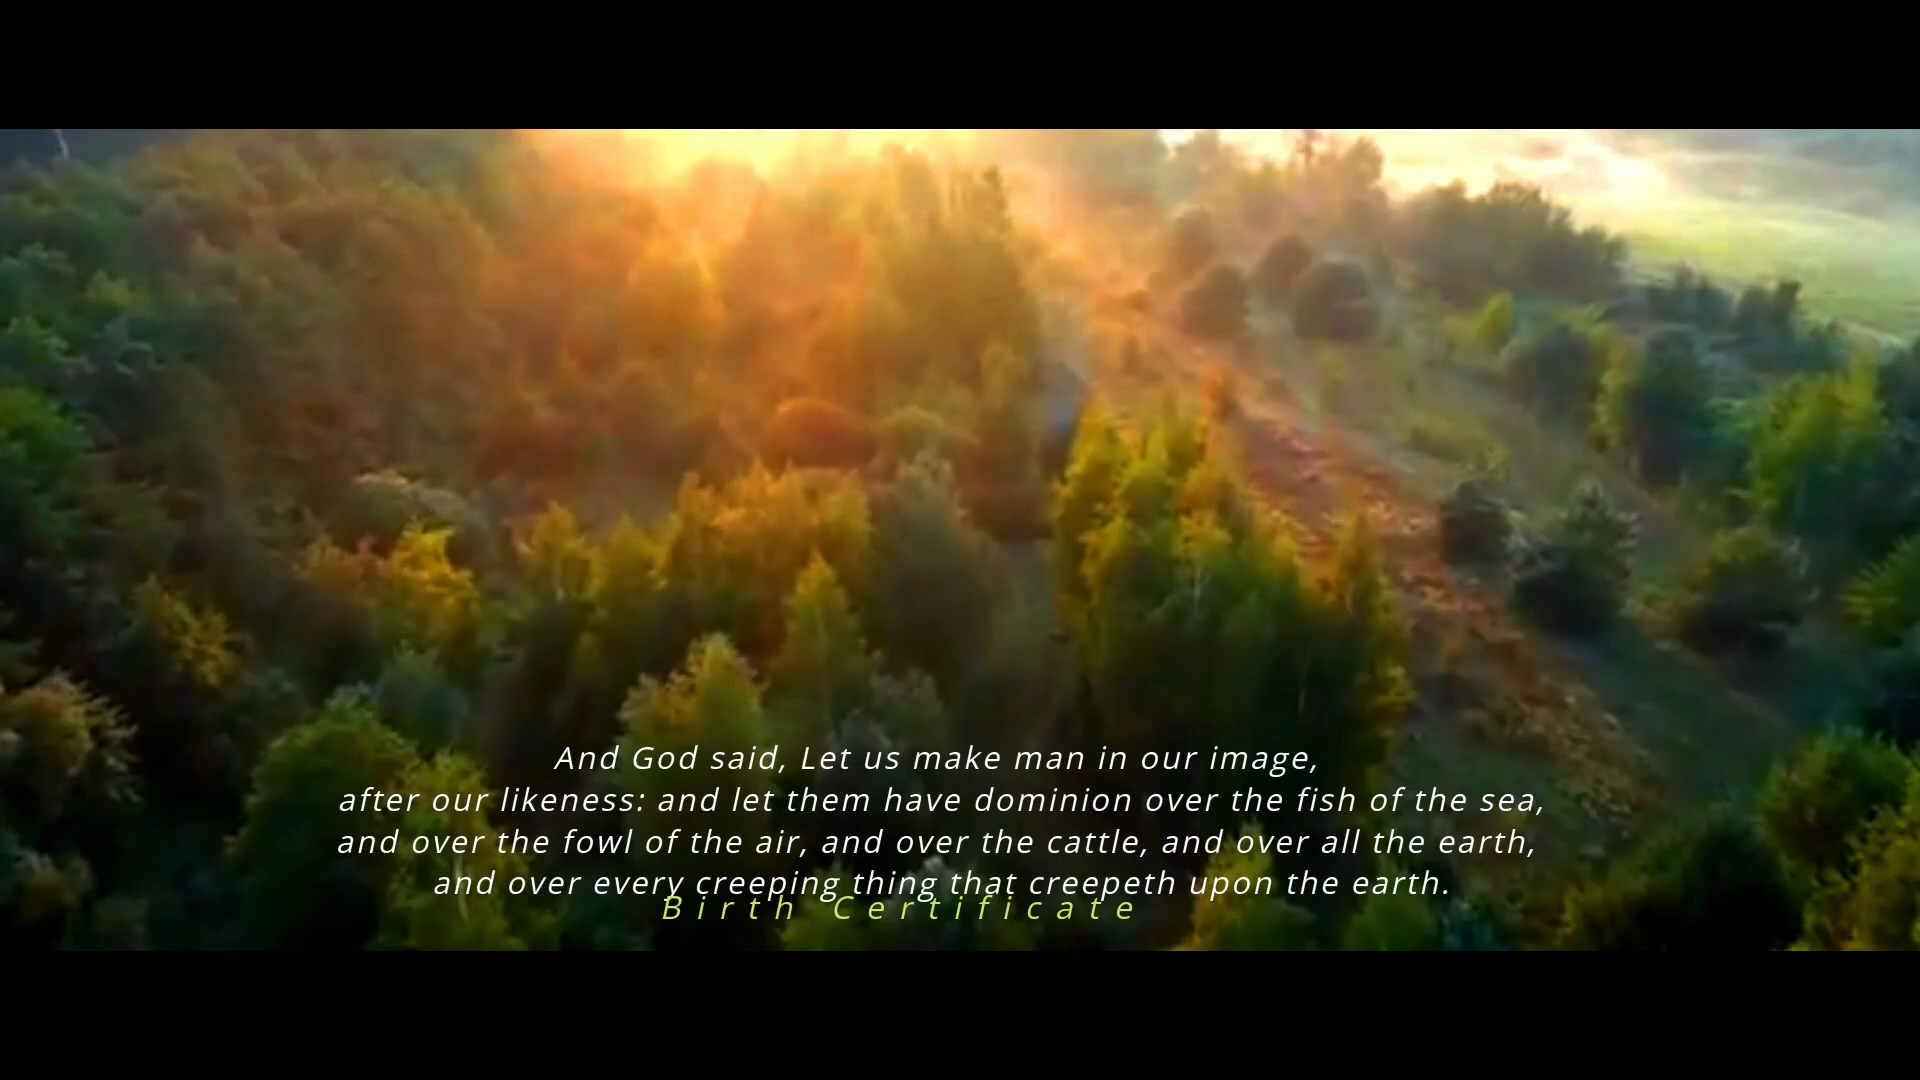 And God said, Let us make man in our image,
after our likeness: and let them have dominion over the fish of the sea,
and over the fowl of the air, and over the cattle, and over all the earth,
and over every creeping thing that creepeth upon the earth.
Birth Certificate